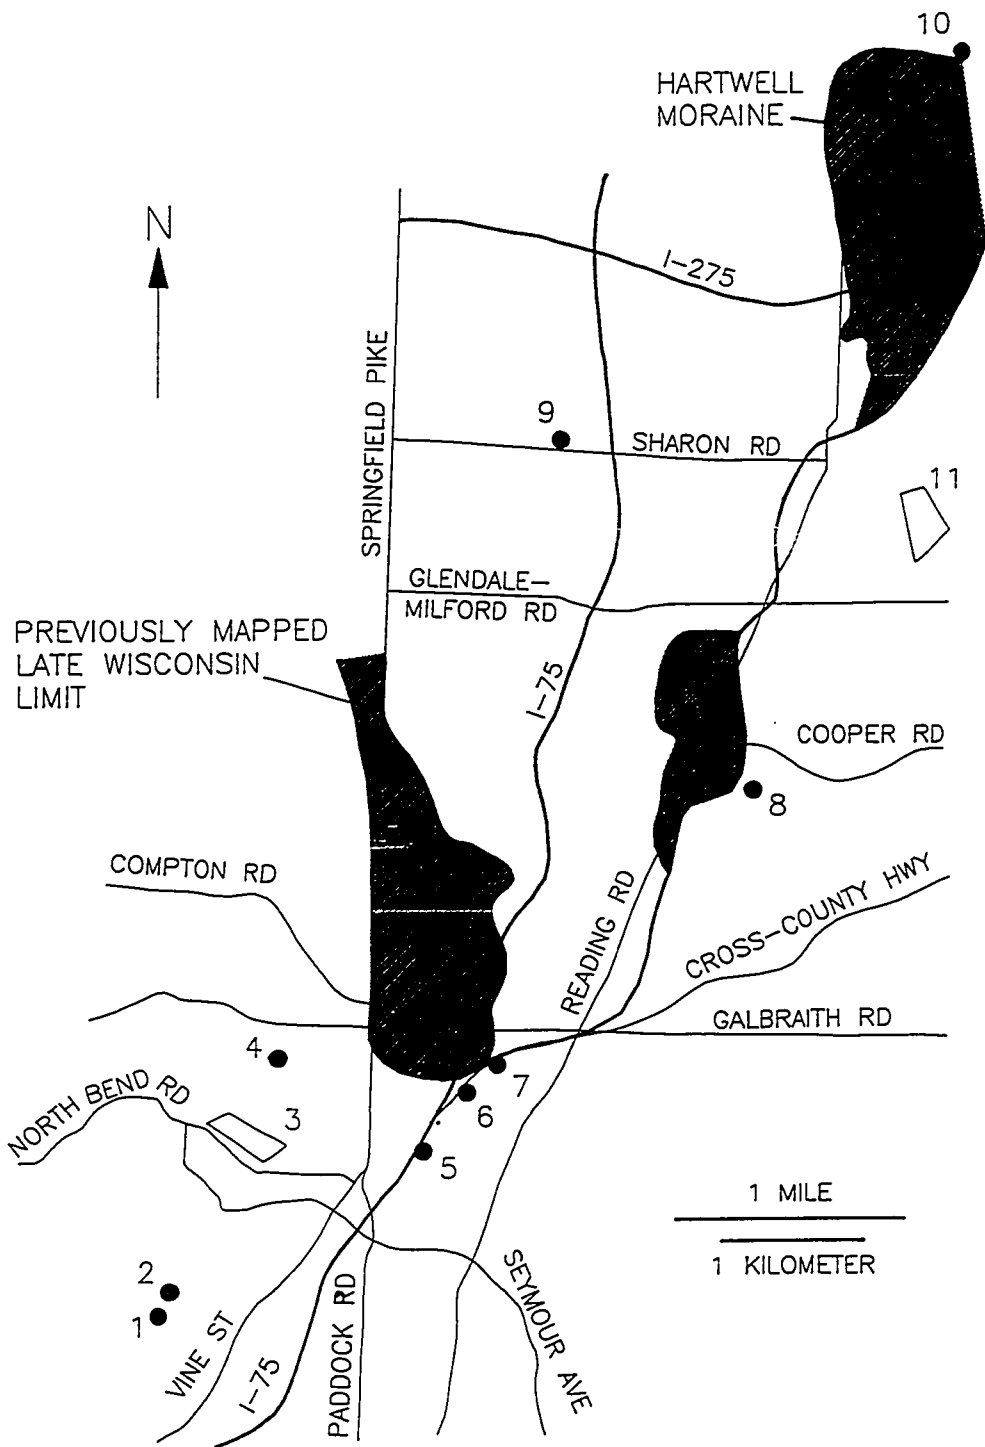 10
HARTWELL
MORAINE
N
I-275
SPRINGFIELD PIKE
9
SHARON RD
11
GLENDALE-
MILFORD RD
PREVIOUSLY MAPPED
LATE WISCONSIN
LIMIT
I-75
COOPER RD
8
COMPTON RD
READING RD
CROSS-COUNTY HWY
GALBRAITH RD
4
7
NORTH BEND RD
3
6
5
1 MILE
1 KILOMETER
2
1
VINE ST
I-75
PADDOCK RD
SEYMOUR AVE